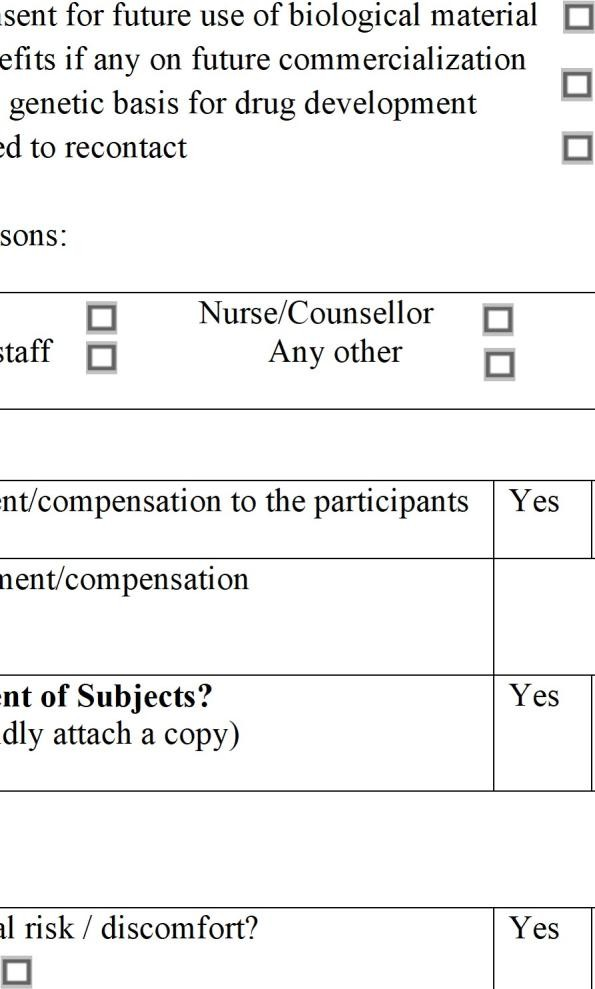 nsent for future use of biological material
efits if any on future commercialization
genetic basis for drug development
ed to recontact
sons:
Nurse/Counsellor
staff Any other
ent/compensation to the participants Yes
ment/compensation
ent of Subjects? Yes
dly attach a copy)
al risk / discomfort? Yes